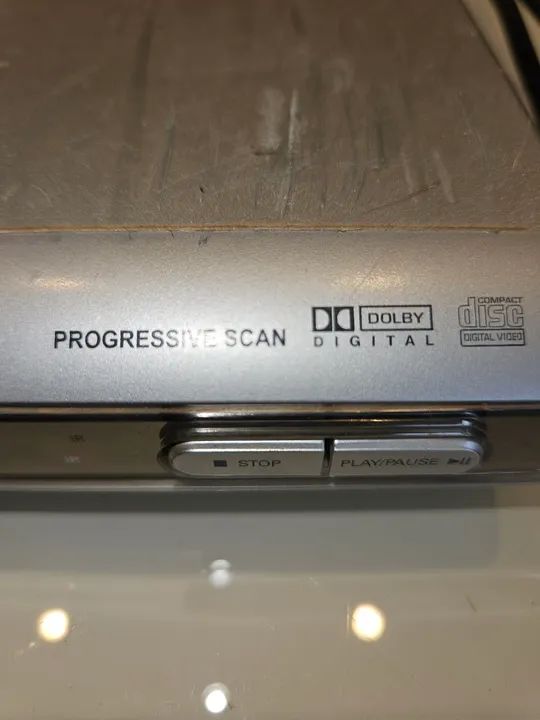 PROGRESSIVE SCAN
DOLBY
DIGITAL
COMPACT
disc
DIGITAL VIDEO
STOP
PLAY/PAUSE